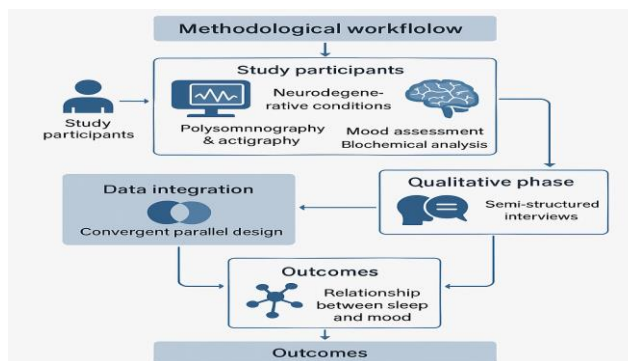 Methodological workflolow
Study participants
Neurodegene-
rative conditions
Polysomnnography
& actigraphy
Mood assessment
Blochemical analysis
Study
participants
Qualitative phase
Semi-structured
interviews
Data integration
Convergent parallel design
Outcomes
Relationship
between sleep
and mood
Outcomes